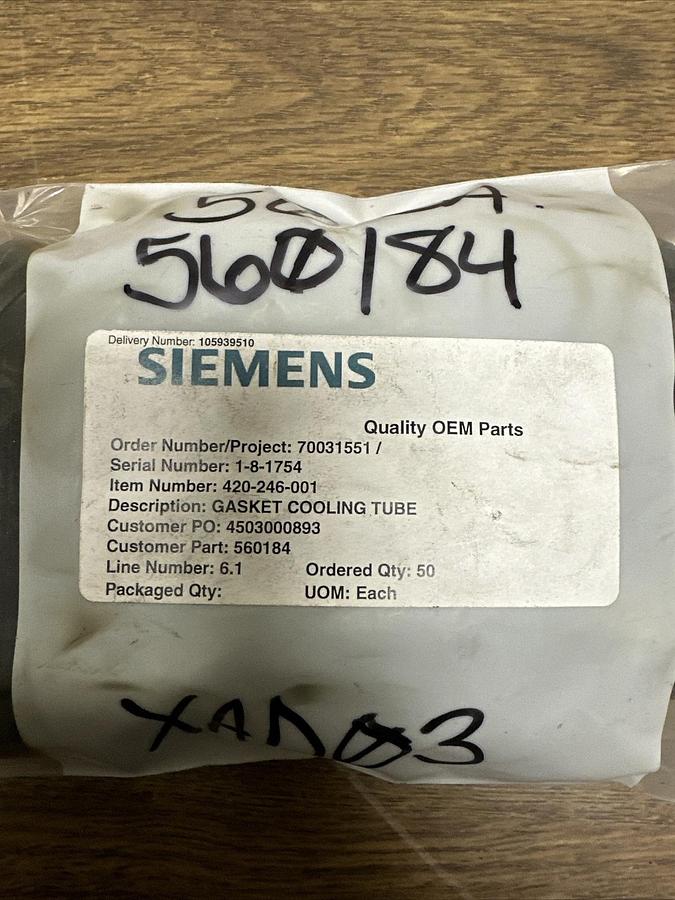 560184
Delivery Number: 105939510
SIEMENS
Quality OEM Parts
Order Number/Project: 70031551 /
Serial Number: 1-8-1754
Item Number: 420-246-001
Description: GASKET COOLING TUBE
Customer PO: 4503000893
Customer Part: 560184
Line Number: 6.1 Ordered Qty: 50
Packaged Qty: UOM: Each